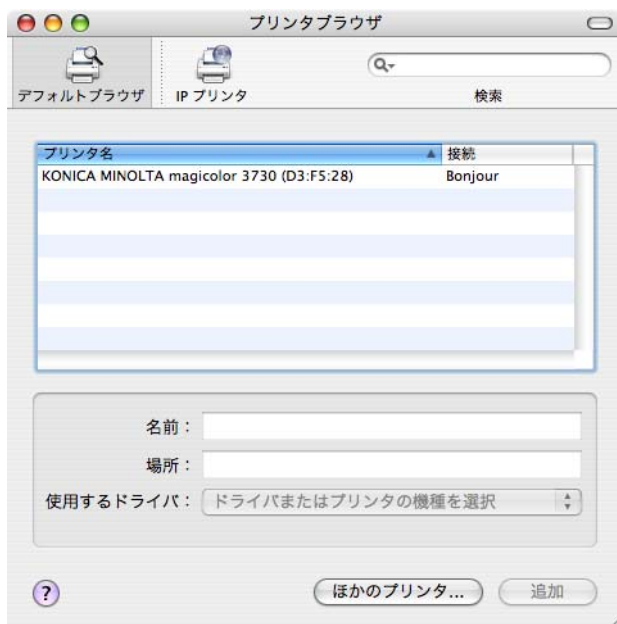 プリンタブラウザ
デフォルトブラウザ IP プリンタ 検索
プリンタ名 接続
KONICA MINOLTA magicolor 3730 (D3:F5:28) Bonjour
名前：
場所：
使用するドライバ： ドライバまたはプリンタの機種を選択
? ほかのプリンタ... 追加